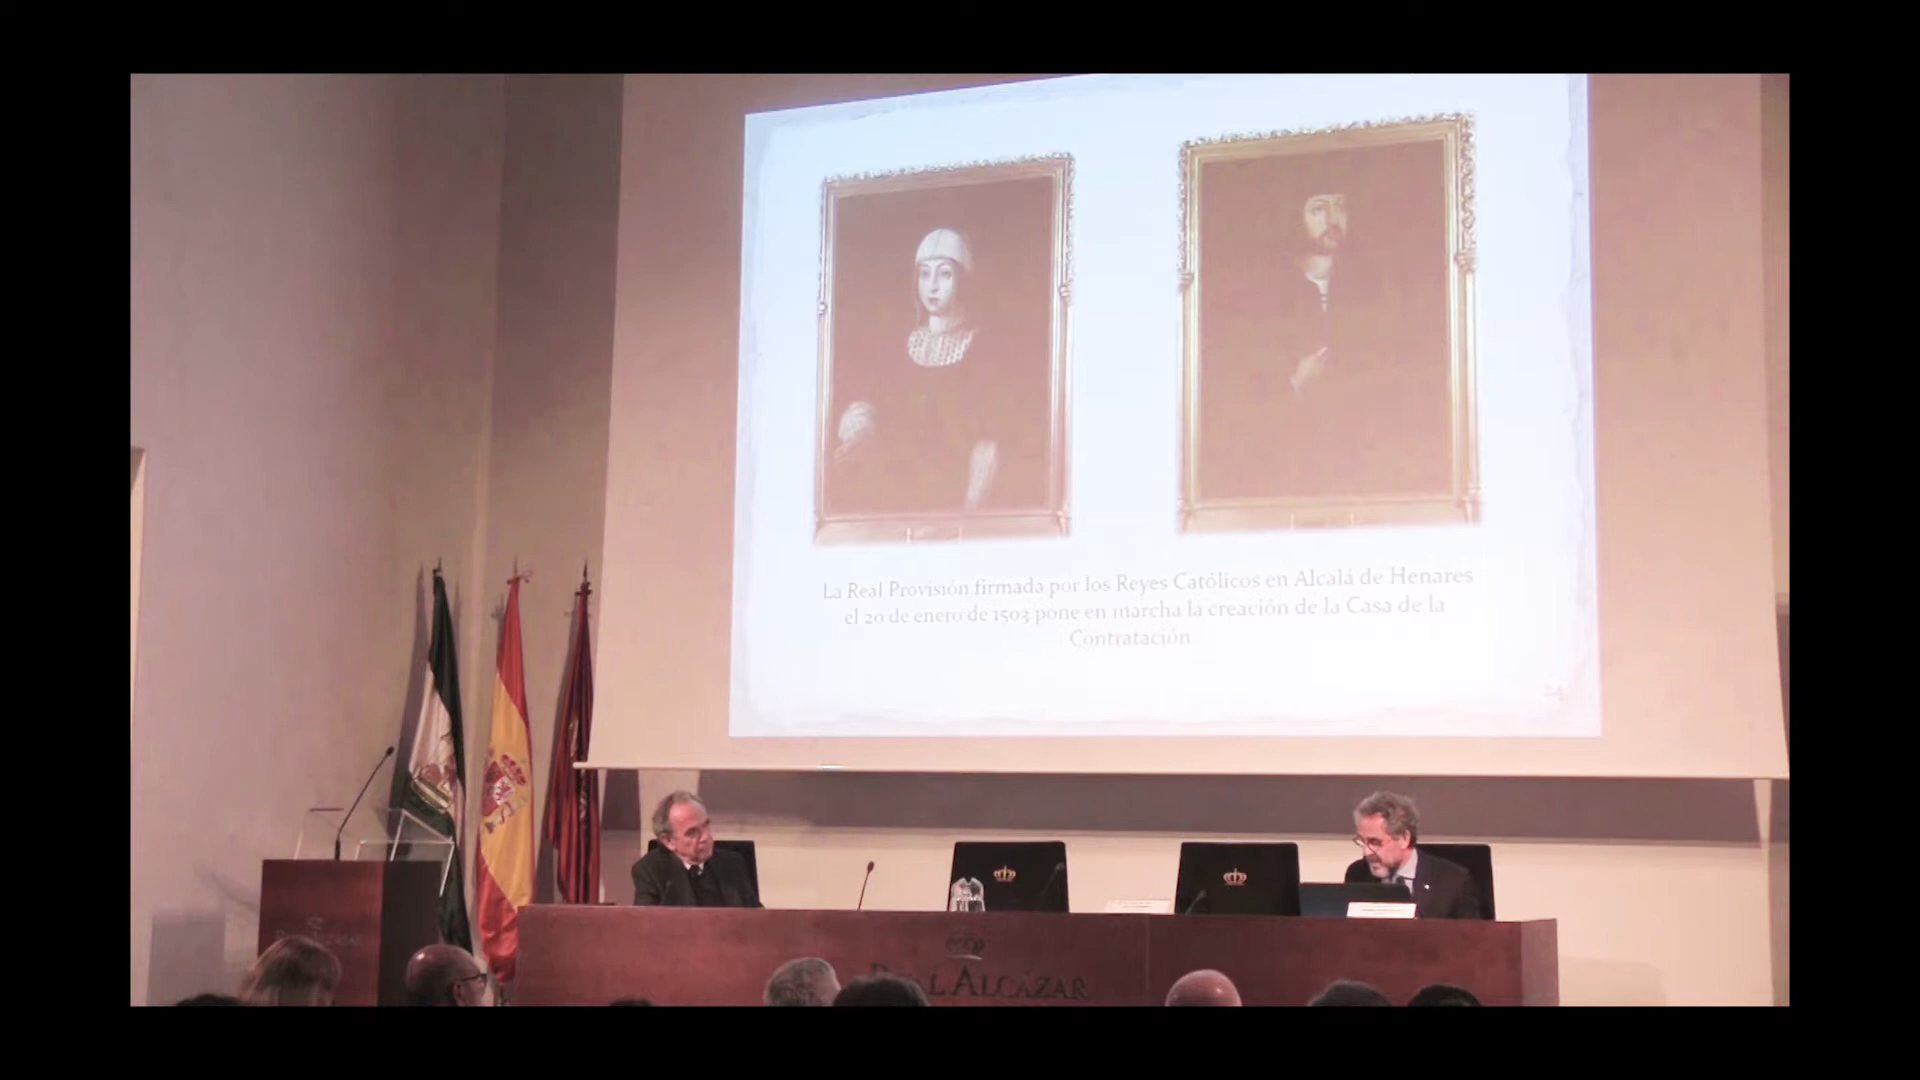 La Real Provisión firmada por los Reyes Católicos en Alcalá de Henares
el 20 de enero de 1503 pone en marcha la creación de la Casa de la
Contratación
24
REAL ALCÁZAR